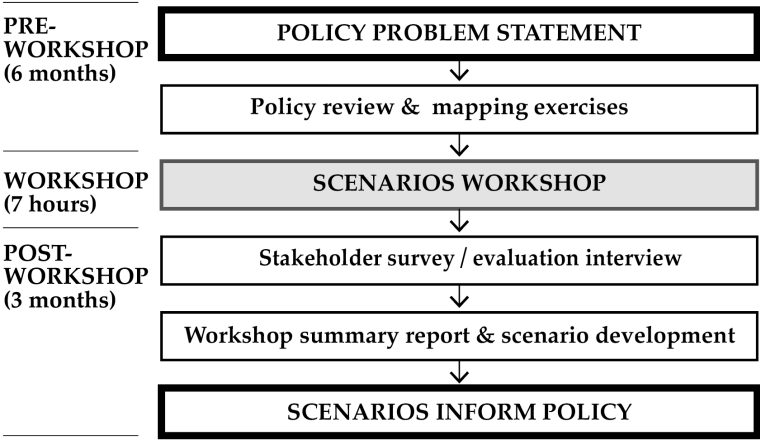 PRE-
WORKSHOP
(6 months)
POLICY PROBLEM STATEMENT
Policy review & mapping exercises
WORKSHOP
(7 hours)
SCENARIOS WORKSHOP
POST-
WORKSHOP
(3 months)
Stakeholder survey / evaluation interview
Workshop summary report & scenario development
SCENARIOS INFORM POLICY